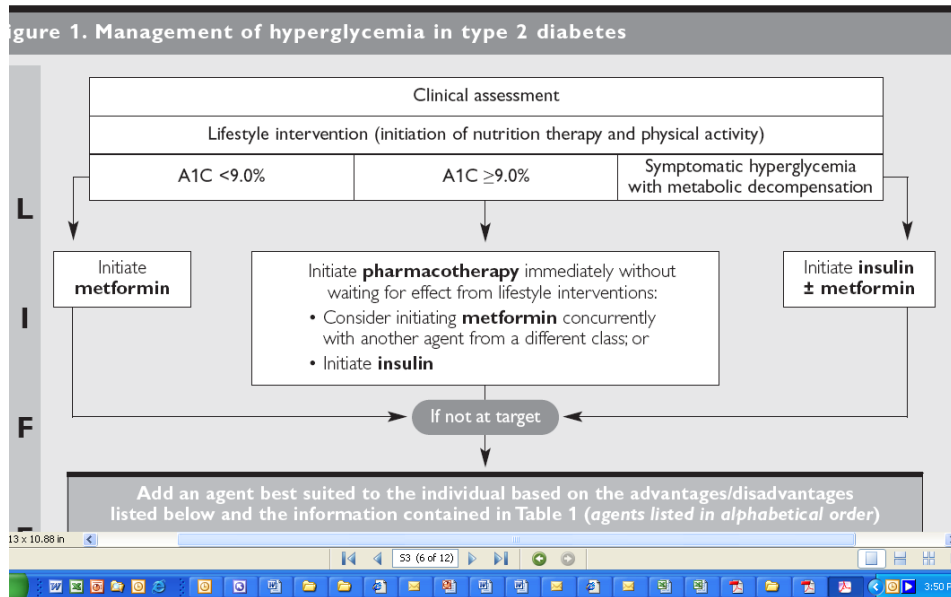 igure 1. Management of hyperglycemia in type 2 diabetes
Clinical assessment
Lifestyle intervention (initiation of nutrition therapy and physical activity)
A1C <9.0%
A1C ≥9.0%
Symptomatic hyperglycemia
with metabolic decompensation
L
I
F
Initiate
metformin
Initiate pharmacotherapy immediately without
waiting for effect from lifestyle interventions:
• Consider initiating metformin concurrently
with another agent from a different class; or
• Initiate insulin
Initiate insulin
± metformin
If not at target
Add an agent best suited to the individual based on the advantages/disadvantages
listed below and the information contained in Table 1 (agents listed in alphabetical order)
13 x 10.88 in
S3 (6 of 12)
3:50 P